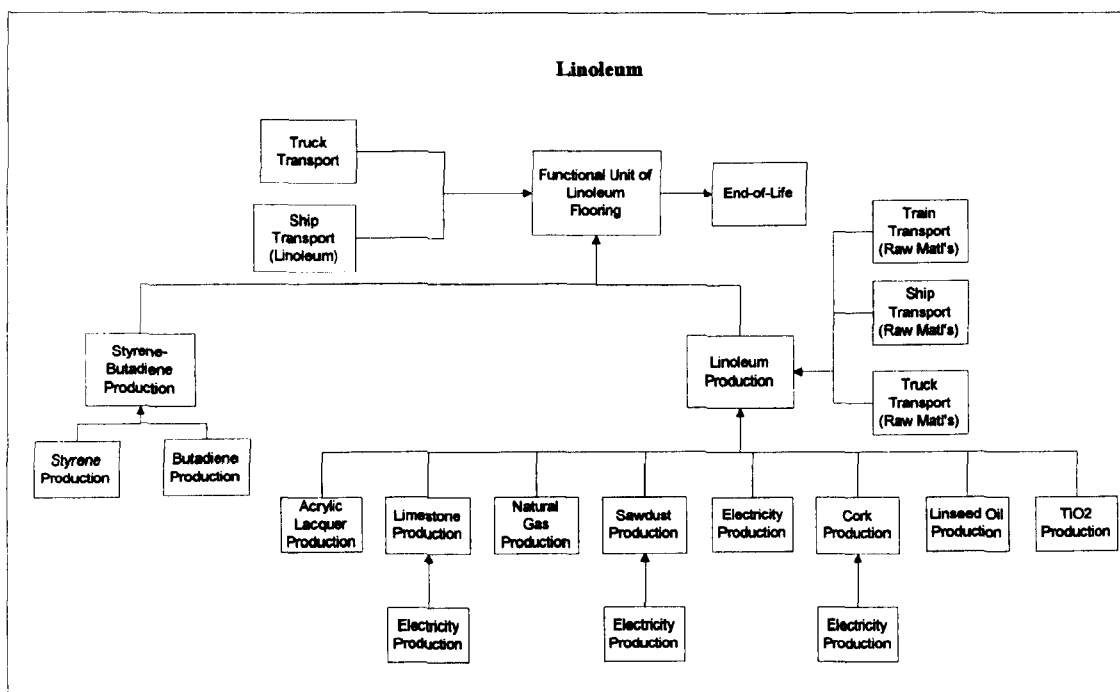 Linoleum
Truck
Transport
Functional Unit of
Linoleum
Flooring
End-of-Life
Ship
Transport
(Linoleum)
Train
Transport
(Raw Matl's)
Ship
Transport
(Raw Matl's)
Styrene-
Butadiene
Production
Linoleum
Production
Truck
Transport
(Raw Matl's)
Styrene
Production
Butadiene
Production
Acrylic
Lacquer
Production
Limestone
Production
Natural
Gas
Production
Sawdust
Production
Electricity
Production
Cork
Production
Linseed Oil
Production
TIO2
Production
Electricity
Production
Electricity
Production
Electricity
Production